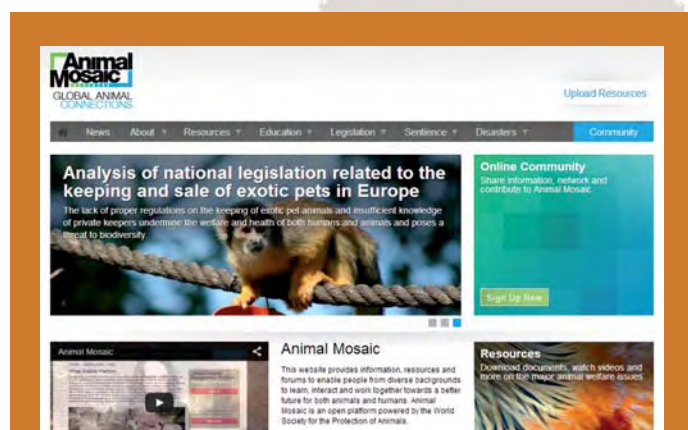 Animal
Mosaic
GLOBAL ANIMAL
CONNECTIONS
Upload Resources
News About Resources Education Legislation Sentience Disasters Community
Analysis of national legislation related to the
keeping and sale of exotic pets in Europe
The lack of proper regulations on the keeping of exotic pet animals and insufficient knowledge
of private keepers undermine the welfare and health of both humans and animals and poses a
threat to biodiversity.
Online Community
Share information, network and
contribute to Animal Mosaic
Sign Up Now
Animal Mosaic
Animal Mosaic
This website provides information, resources and
forums to enable people from diverse backgrounds
to learn, interact and work together towards a better
future for both animals and humans. Animal
Mosaic is an open platform powered by the World
Society for the Protection of Animals.
Resources
Download documents, watch videos and
more on the major animal welfare issues